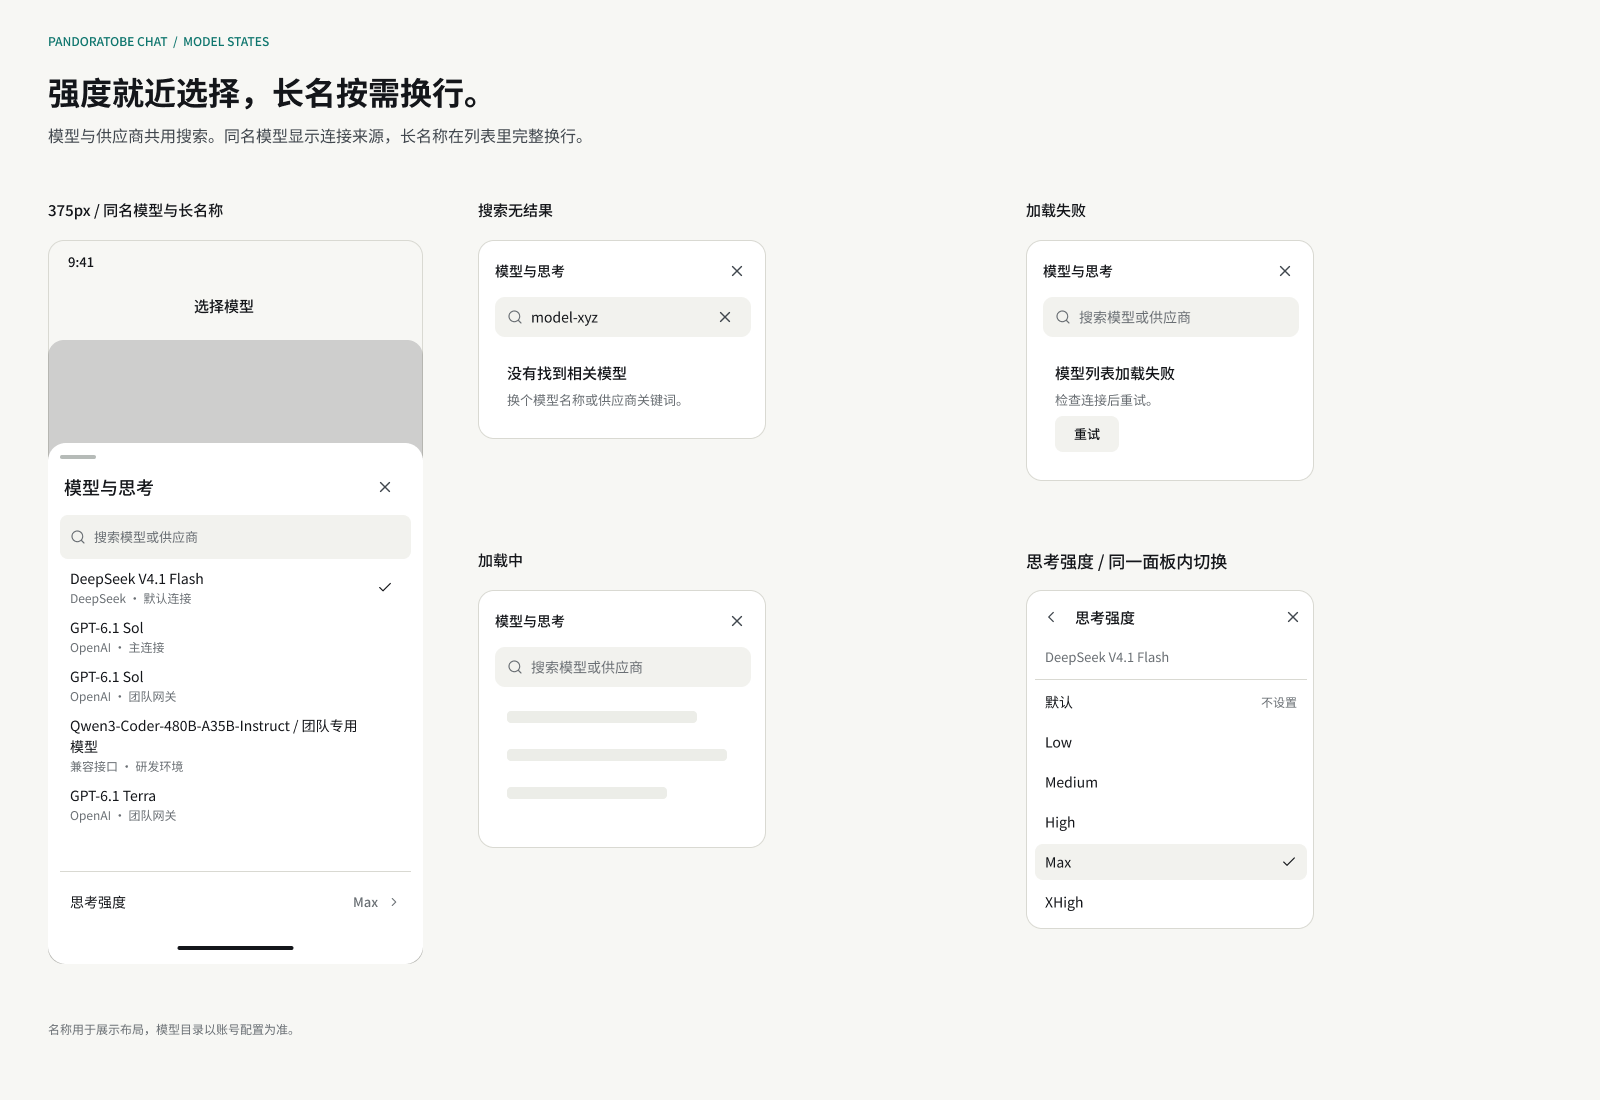 PANDORATOBE CHAT / MODEL STATES
强度就近选择，长名按需换行。
模型与供应商共用搜索。同名模型显示连接来源，长名称在列表里完整换行。
375px / 同名模型与长名称
9:41
选择模型
模型与思考
搜索模型或供应商
DeepSeek V4.1 Flash
DeepSeek · 默认连接
GPT-6.1 Sol
OpenAI · 主连接
GPT-6.1 Sol
OpenAI · 团队网关
Qwen3-Coder-480B-A35B-Instruct / 团队专用
模型
兼容接口 · 研发环境
GPT-6.1 Terra
OpenAI · 团队网关
思考强度 Max
搜索无结果
模型与思考
model-xyz
没有找到相关模型
换个模型名称或供应商关键词。
加载中
模型与思考
搜索模型或供应商
加载失败
模型与思考
搜索模型或供应商
模型列表加载失败
检查连接后重试。
重试
思考强度 / 同一面板内切换
思考强度
DeepSeek V4.1 Flash
默认 不设置
Low
Medium
High
Max
XHigh
名称用于展示布局，模型目录以账号配置为准。